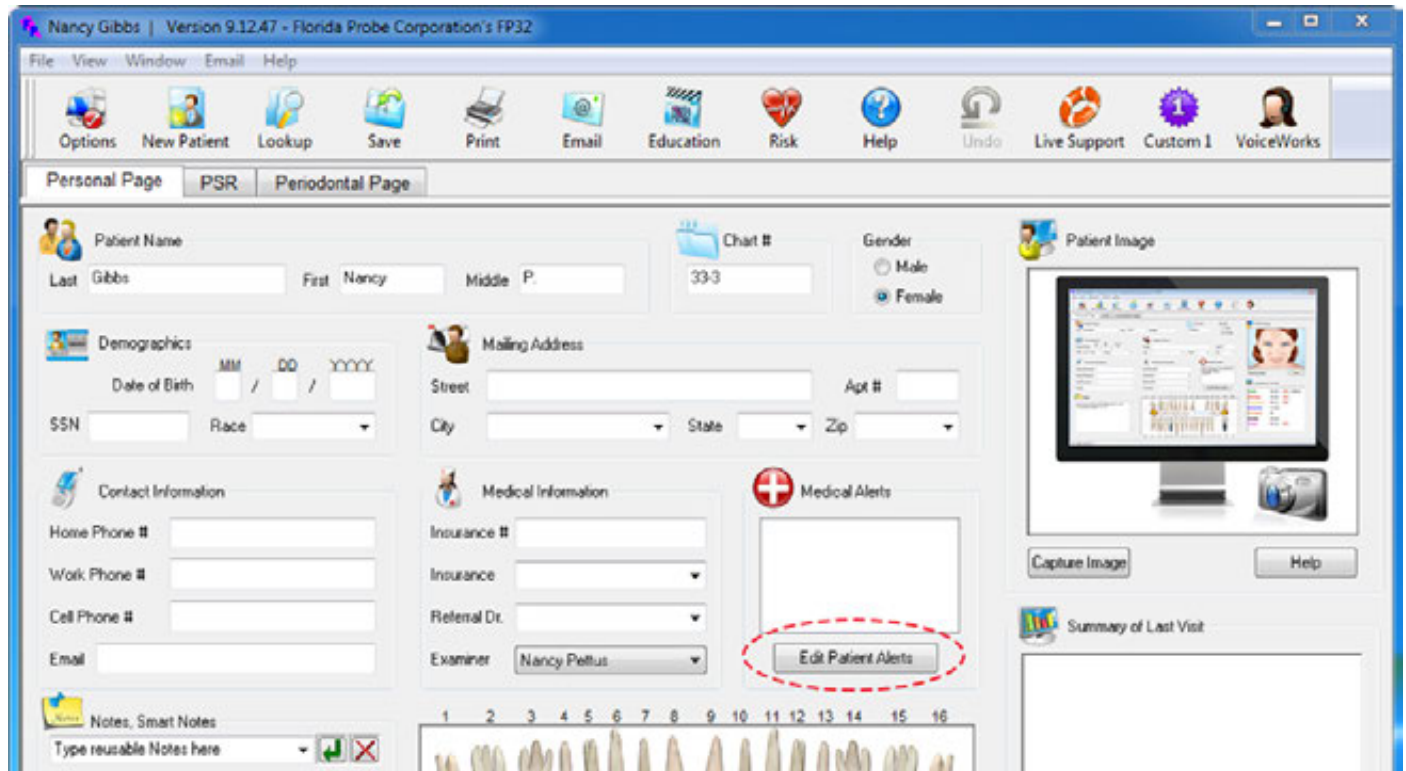 Nancy Gibbs | Version 9.12.47 - Florida Probe Corporation's FP32
File View Window Email Help
Options New Patient Lookup Save Print Email Education Risk Help Undo Live Support Custom 1 VoiceWorks
Personal Page PSR Periodontal Page
Patient Name
Last Gibbs First Nancy Middle P.
Chart #
33-3
Gender
Male
Female
Patient Image
Demographics
MM DD YYYY
Date of Birth / /
SSN Race
Mailing Address
Street Apt #
City State Zip
Contact Information
Home Phone #
Work Phone #
Cell Phone #
Email
Medical Information
Insurance #
Insurance
Referral Dr.
Examiner Nancy Pettus
Medical Alerts
Edit Patient Alerts
Capture Image Help
Summary of Last Visit
Notes, Smart Notes
Type reusable Notes here
1 2 3 4 5 6 7 8 9 10 11 12 13 14 15 16